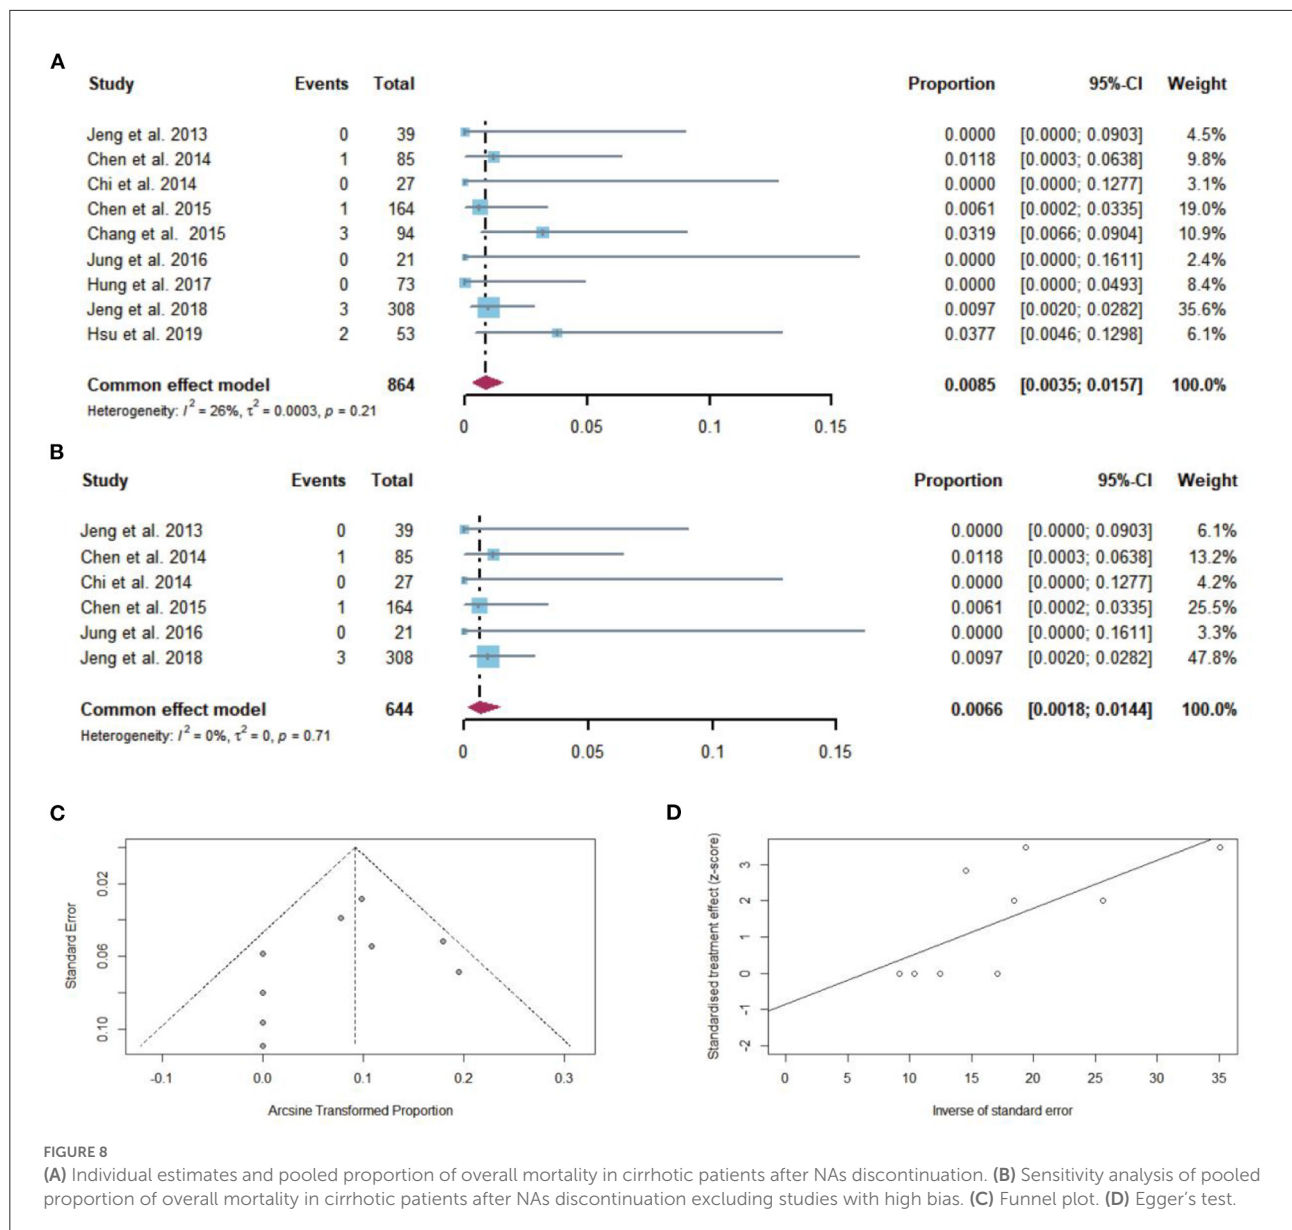 A
Study Events Total Proportion 95%-CI Weight
Jeng et al. 2013 0 39 0.0000 [0.0000; 0.0903] 4.5%
Chen et al. 2014 1 85 0.0118 [0.0003; 0.0638] 9.8%
Chi et al. 2014 0 27 0.0000 [0.0000; 0.1277] 3.1%
Chen et al. 2015 1 164 0.0061 [0.0002; 0.0335] 19.0%
Chang et al. 2015 3 94 0.0319 [0.0066; 0.0904] 10.9%
Jung et al. 2016 0 21 0.0000 [0.0000; 0.1611] 2.4%
Hung et al. 2017 0 73 0.0000 [0.0000; 0.0493] 8.4%
Jeng et al. 2018 3 308 0.0097 [0.0020; 0.0282] 35.6%
Hsu et al. 2019 2 53 0.0377 [0.0046; 0.1298] 6.1%
Common effect model 864 0.0085 [0.0035; 0.0157] 100.0%
Heterogeneity: I² = 26%, τ² = 0.0003, p = 0.21
0 0.05 0.1 0.15
B
Study Events Total Proportion 95%-CI Weight
Jeng et al. 2013 0 39 0.0000 [0.0000; 0.0903] 6.1%
Chen et al. 2014 1 85 0.0118 [0.0003; 0.0638] 13.2%
Chi et al. 2014 0 27 0.0000 [0.0000; 0.1277] 4.2%
Chen et al. 2015 1 164 0.0061 [0.0002; 0.0335] 25.5%
Jung et al. 2016 0 21 0.0000 [0.0000; 0.1611] 3.3%
Jeng et al. 2018 3 308 0.0097 [0.0020; 0.0282] 47.8%
Common effect model 644 0.0066 [0.0018; 0.0144] 100.0%
Heterogeneity: I² = 0%, τ² = 0, p = 0.71
0 0.05 0.1 0.15
C
Standard Error
0.02
0.06
0.10
-0.1 0.0 0.1 0.2 0.3
Arcsine Transformed Proportion
D
Standardised treatment effect (z-score)
3
2
1
0
-1
-2
0 5 10 15 20 25 30 35
Inverse of standard error
FIGURE 8
(A) Individual estimates and pooled proportion of overall mortality in cirrhotic patients after NAs discontinuation. (B) Sensitivity analysis of pooled
proportion of overall mortality in cirrhotic patients after NAs discontinuation excluding studies with high bias. (C) Funnel plot. (D) Egger's test.